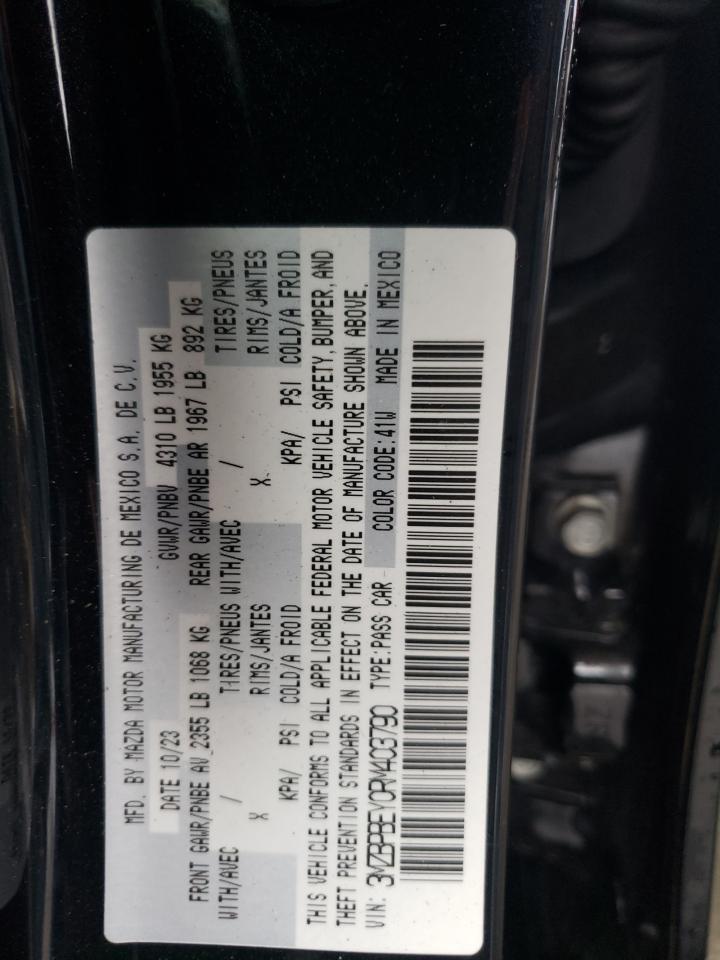 MFD. BY MAZDA MOTOR MANUFACTURING DE MEXICO S.A. DE C.V.
DATE 10/23 GVWR/PNBV 4310 LB 1955 KG
FRONT GAWR/PNBE AV 2355 LB 1068 KG REAR GAWR/PNBE AR 1967 LB 892 KG
WITH/AVEC / TIRES/PNEUS WITH/AVEC / TIRES/PNEUS
X RIMS/JANTES X RIMS/JANTES
KPA/ PSI COLD/A FROID KPA/ PSI COLD/A FROID
THIS VEHICLE CONFORMS TO ALL APPLICABLE FEDERAL MOTOR VEHICLE SAFETY, BUMPER, AND
THEFT PREVENTION STANDARDS IN EFFECT ON THE DATE OF MANUFACTURE SHOWN ABOVE.
VIN: 3MZBPBEY0RM403790 TYPE:PASS CAR COLOR CODE:41W MADE IN MEXICO